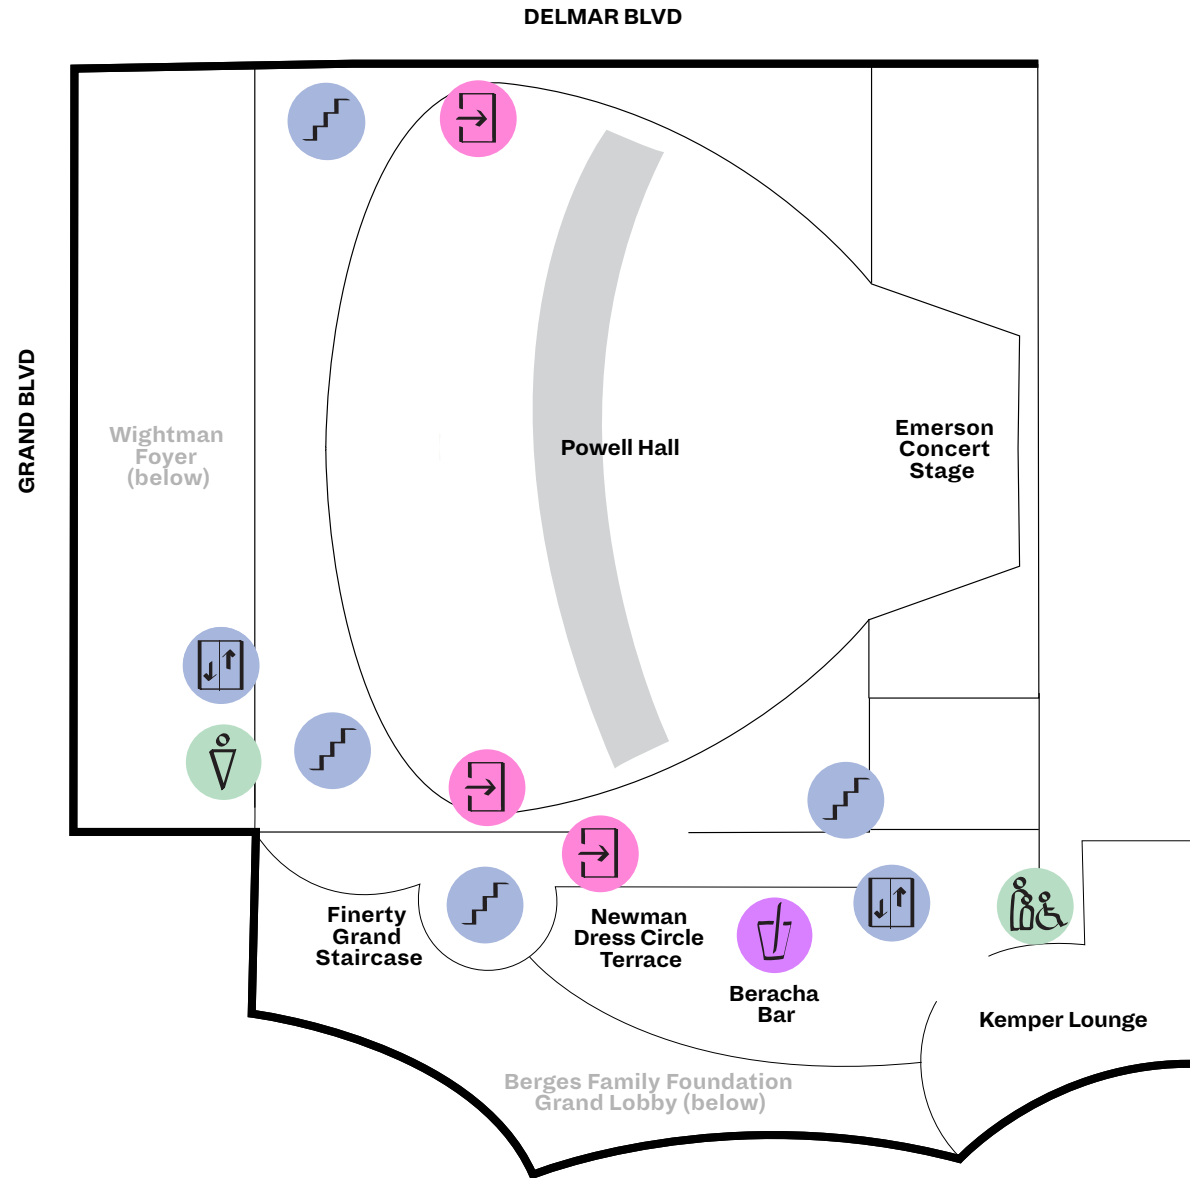 DELMAR BLVD
GRAND BLVD
Wightman
Foyer
(below)
Powell Hall
Emerson
Concert
Stage
Finerty
Grand
Staircase
Newman
Dress Circle
Terrace
Beracha
Bar
Kemper Lounge
Berges Family Foundation
Grand Lobby (below)